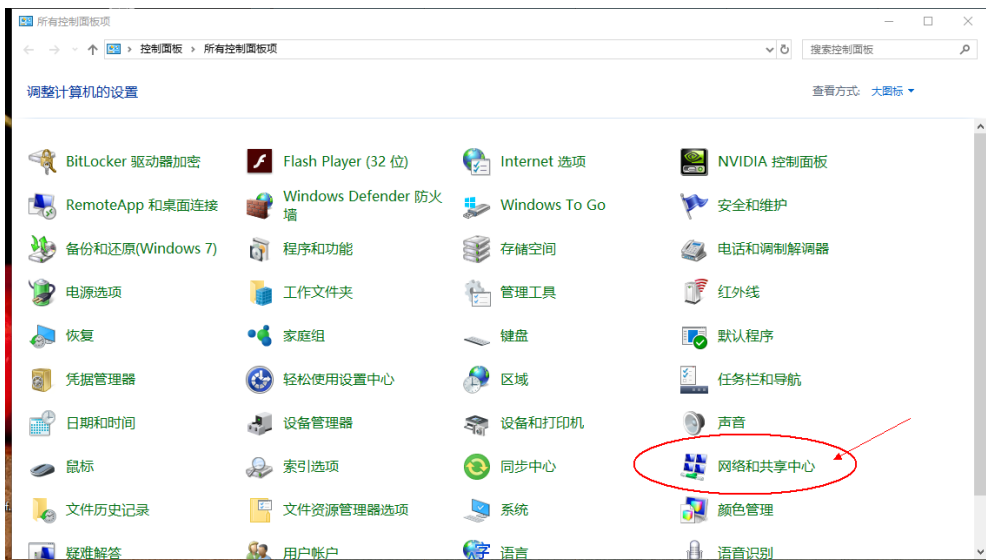 所有控制面板项
控制面板 › 所有控制面板项
搜索控制面板
调整计算机的设置
查看方式: 大图标
BitLocker 驱动器加密
Flash Player (32 位)
Internet 选项
NVIDIA 控制面板
RemoteApp 和桌面连接
Windows Defender 防火
墙
Windows To Go
安全和维护
备份和还原(Windows 7)
程序和功能
存储空间
电话和调制解调器
电源选项
工作文件夹
管理工具
红外线
恢复
家庭组
键盘
默认程序
凭据管理器
轻松使用设置中心
区域
任务栏和导航
日期和时间
设备管理器
设备和打印机
声音
鼠标
索引选项
同步中心
网络和共享中心
文件历史记录
文件资源管理器选项
系统
颜色管理
疑难解答
用户帐户
语言
语音识别